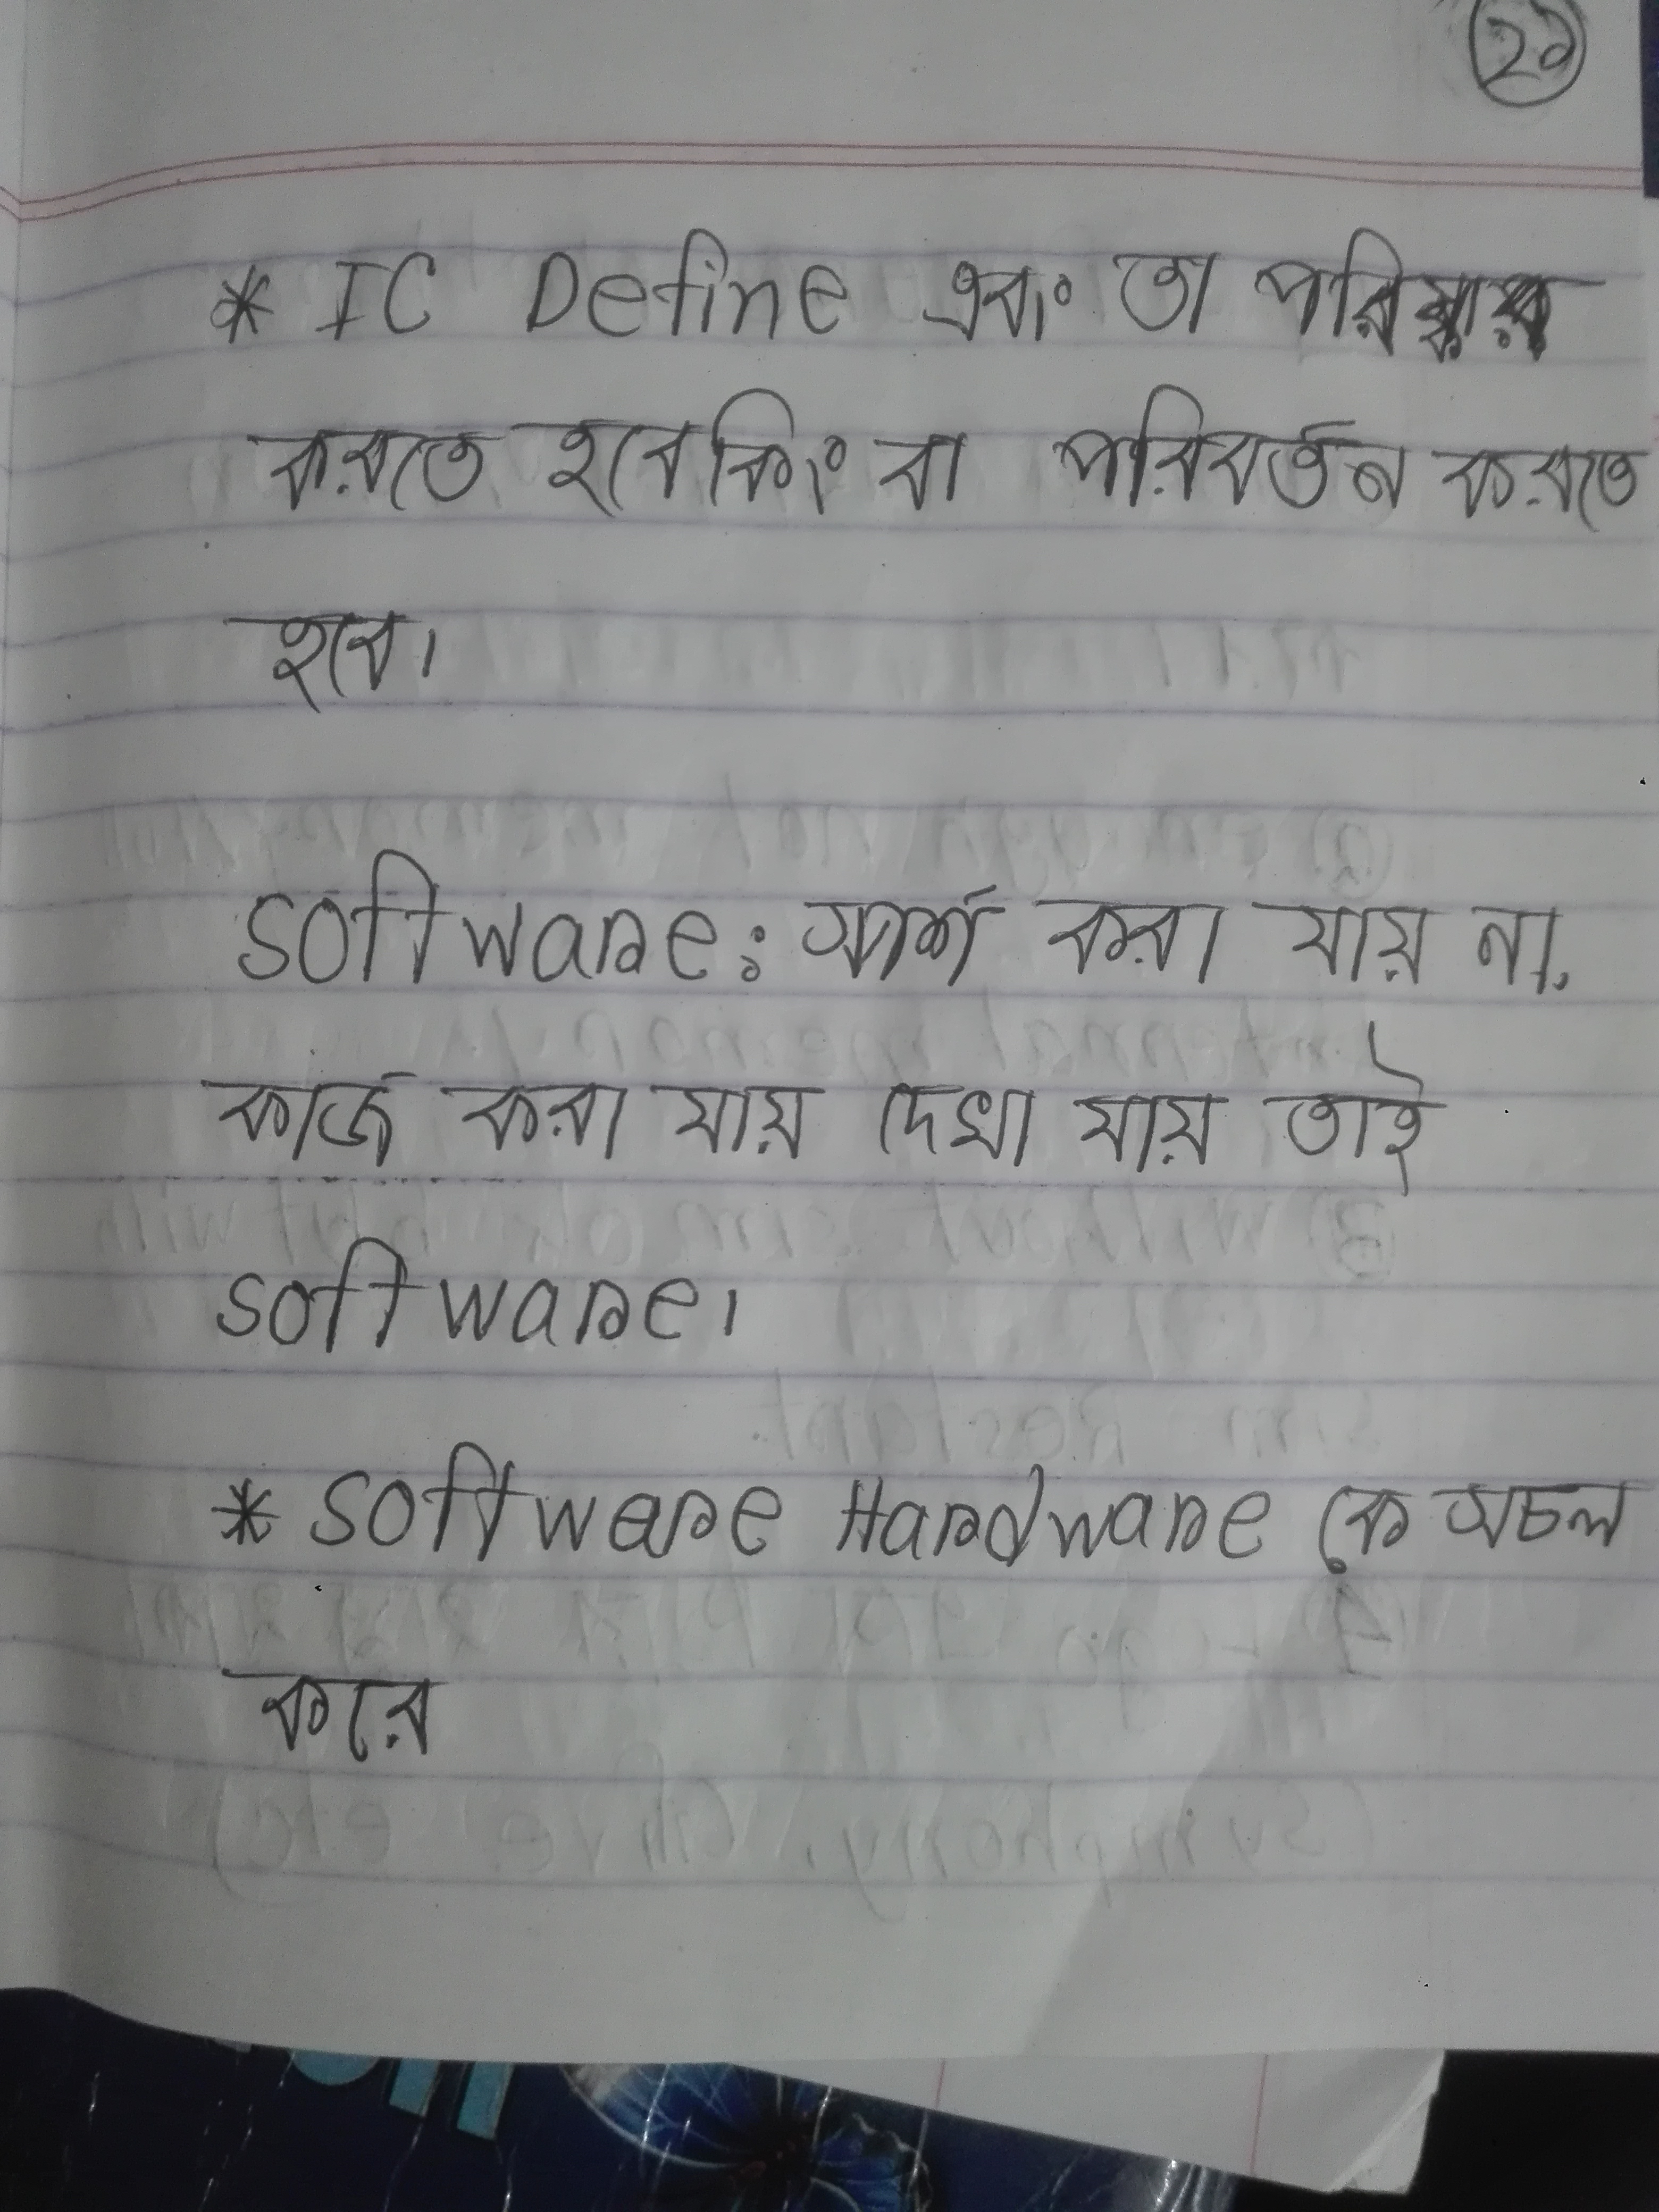 ২১
* IC Define এবং তা পরিষ্কার
করতে হবে কিংবা পরিবর্তন করতে
হবে।
Software: স্পর্শ করা যায় না,
কাজ করা যায় দেখা যায় তাই
software।
* Software Hardware কে সচল
করে